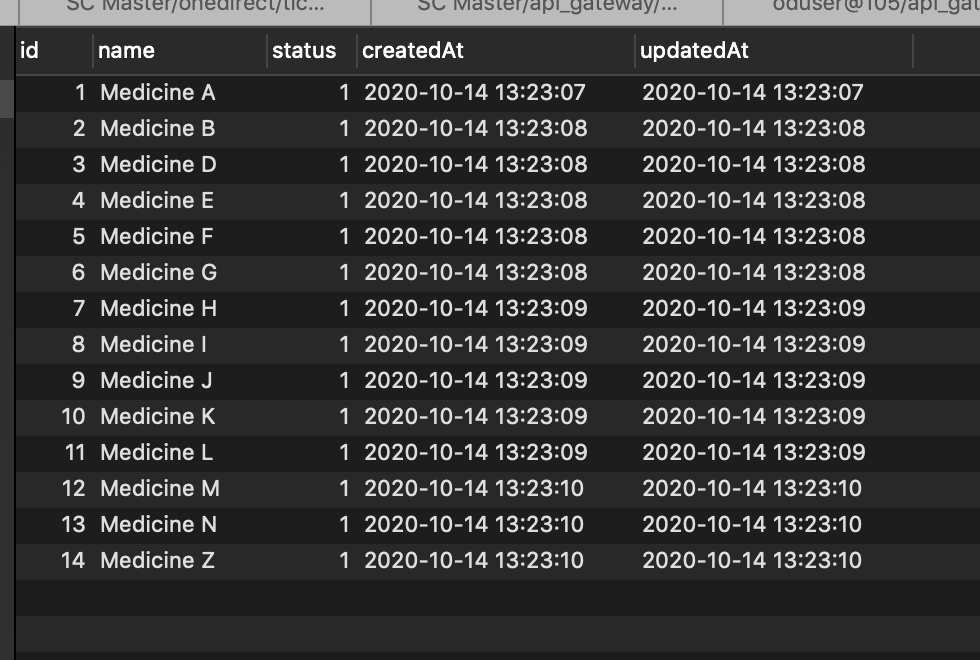 SC Master/onedirect/tic... SC Master/api_gateway/... oduser@105/api_gat
id name status createdAt updatedAt
1 Medicine A 1 2020-10-14 13:23:07 2020-10-14 13:23:07
2 Medicine B 1 2020-10-14 13:23:08 2020-10-14 13:23:08
3 Medicine D 1 2020-10-14 13:23:08 2020-10-14 13:23:08
4 Medicine E 1 2020-10-14 13:23:08 2020-10-14 13:23:08
5 Medicine F 1 2020-10-14 13:23:08 2020-10-14 13:23:08
6 Medicine G 1 2020-10-14 13:23:08 2020-10-14 13:23:08
7 Medicine H 1 2020-10-14 13:23:09 2020-10-14 13:23:09
8 Medicine I 1 2020-10-14 13:23:09 2020-10-14 13:23:09
9 Medicine J 1 2020-10-14 13:23:09 2020-10-14 13:23:09
10 Medicine K 1 2020-10-14 13:23:09 2020-10-14 13:23:09
11 Medicine L 1 2020-10-14 13:23:09 2020-10-14 13:23:09
12 Medicine M 1 2020-10-14 13:23:10 2020-10-14 13:23:10
13 Medicine N 1 2020-10-14 13:23:10 2020-10-14 13:23:10
14 Medicine Z 1 2020-10-14 13:23:10 2020-10-14 13:23:10